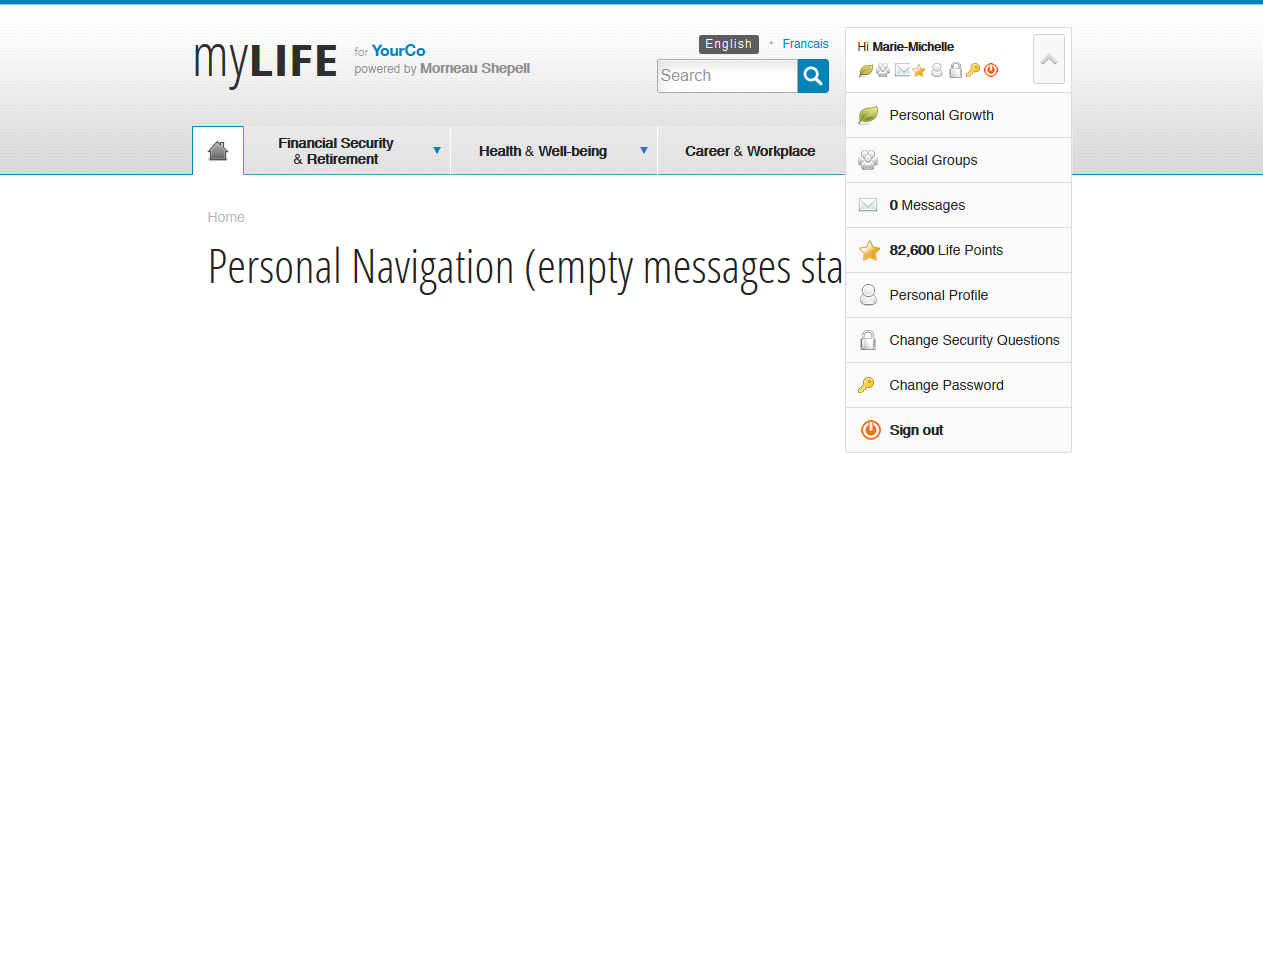 myLIFE
for YourCo
powered by Morneau Shepell
English · Francais
Search
Hi Marie-Michelle
Financial Security
& Retirement
Health & Well-being
Career & Workplace
Personal Growth
Social Groups
0 Messages
82,600 Life Points
Personal Profile
Change Security Questions
Change Password
Sign out
Home
Personal Navigation (empty messages sta